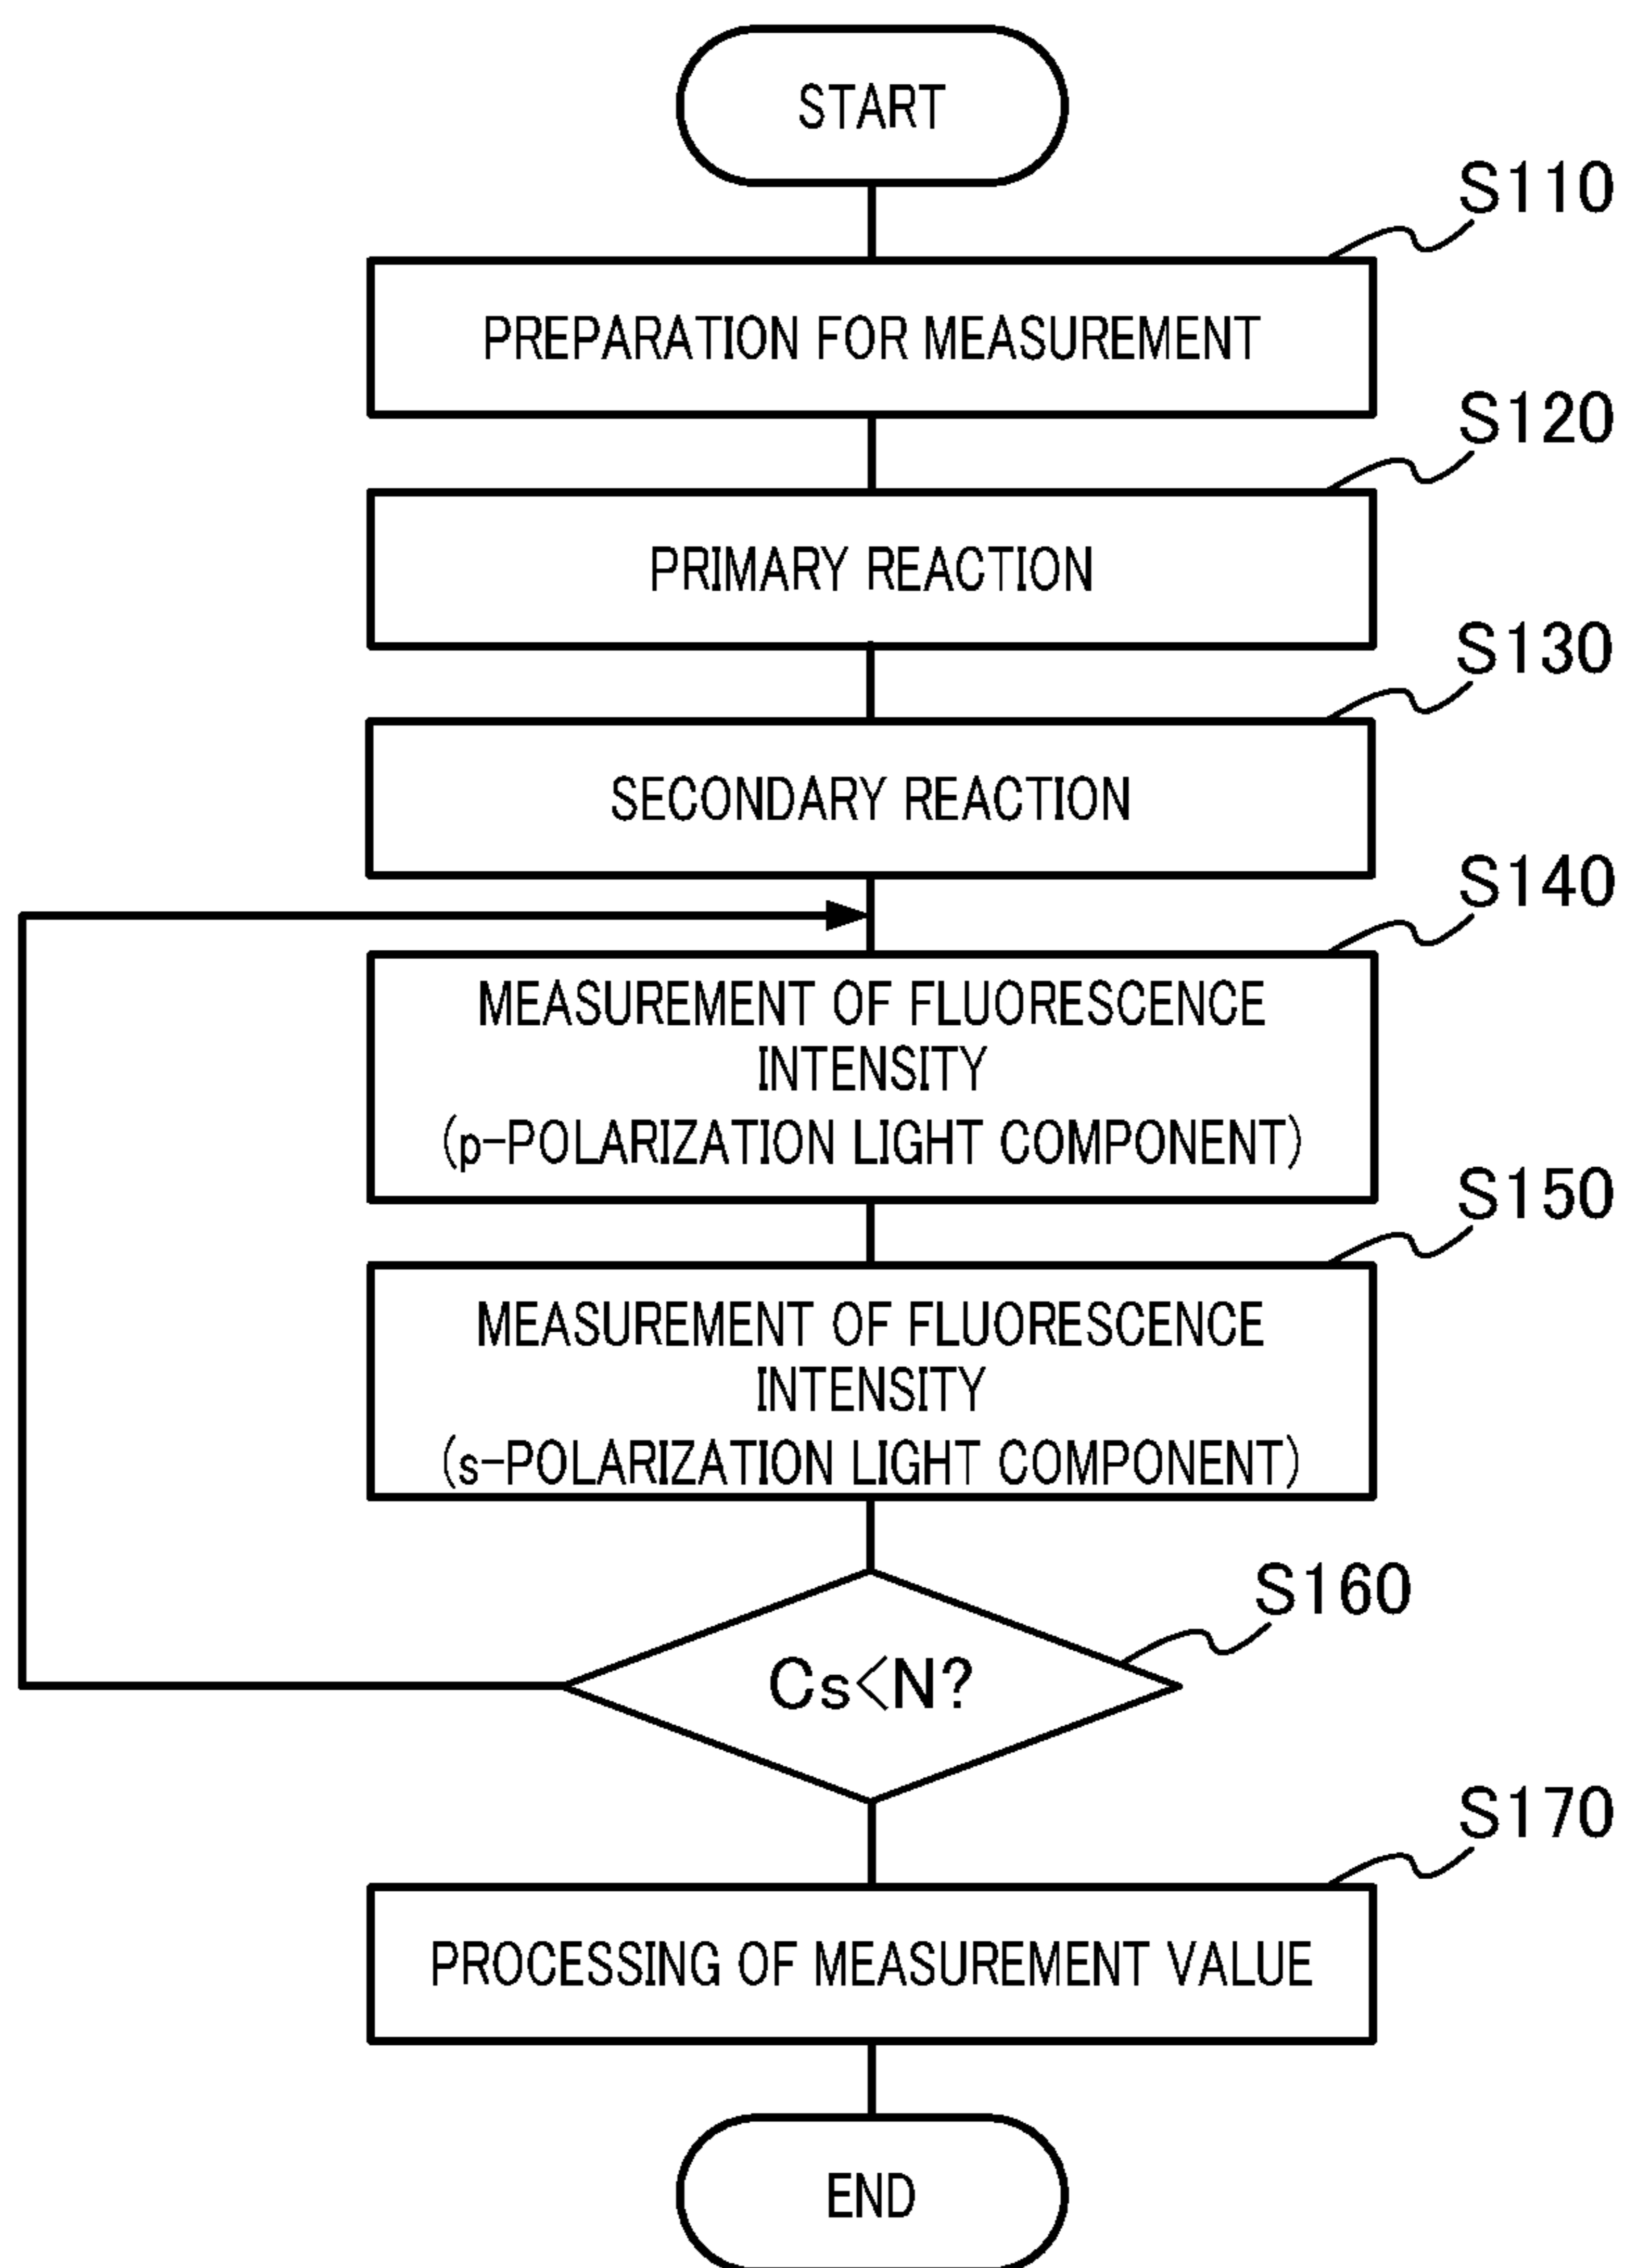 START
S110
PREPARATION FOR MEASUREMENT
S120
PRIMARY REACTION
S130
SECONDARY REACTION
S140
MEASUREMENT OF FLUORESCENCE
INTENSITY
(p-POLARIZATION LIGHT COMPONENT)
S150
MEASUREMENT OF FLUORESCENCE
INTENSITY
(s-POLARIZATION LIGHT COMPONENT)
S160
Cs<N?
S170
PROCESSING OF MEASUREMENT VALUE
END